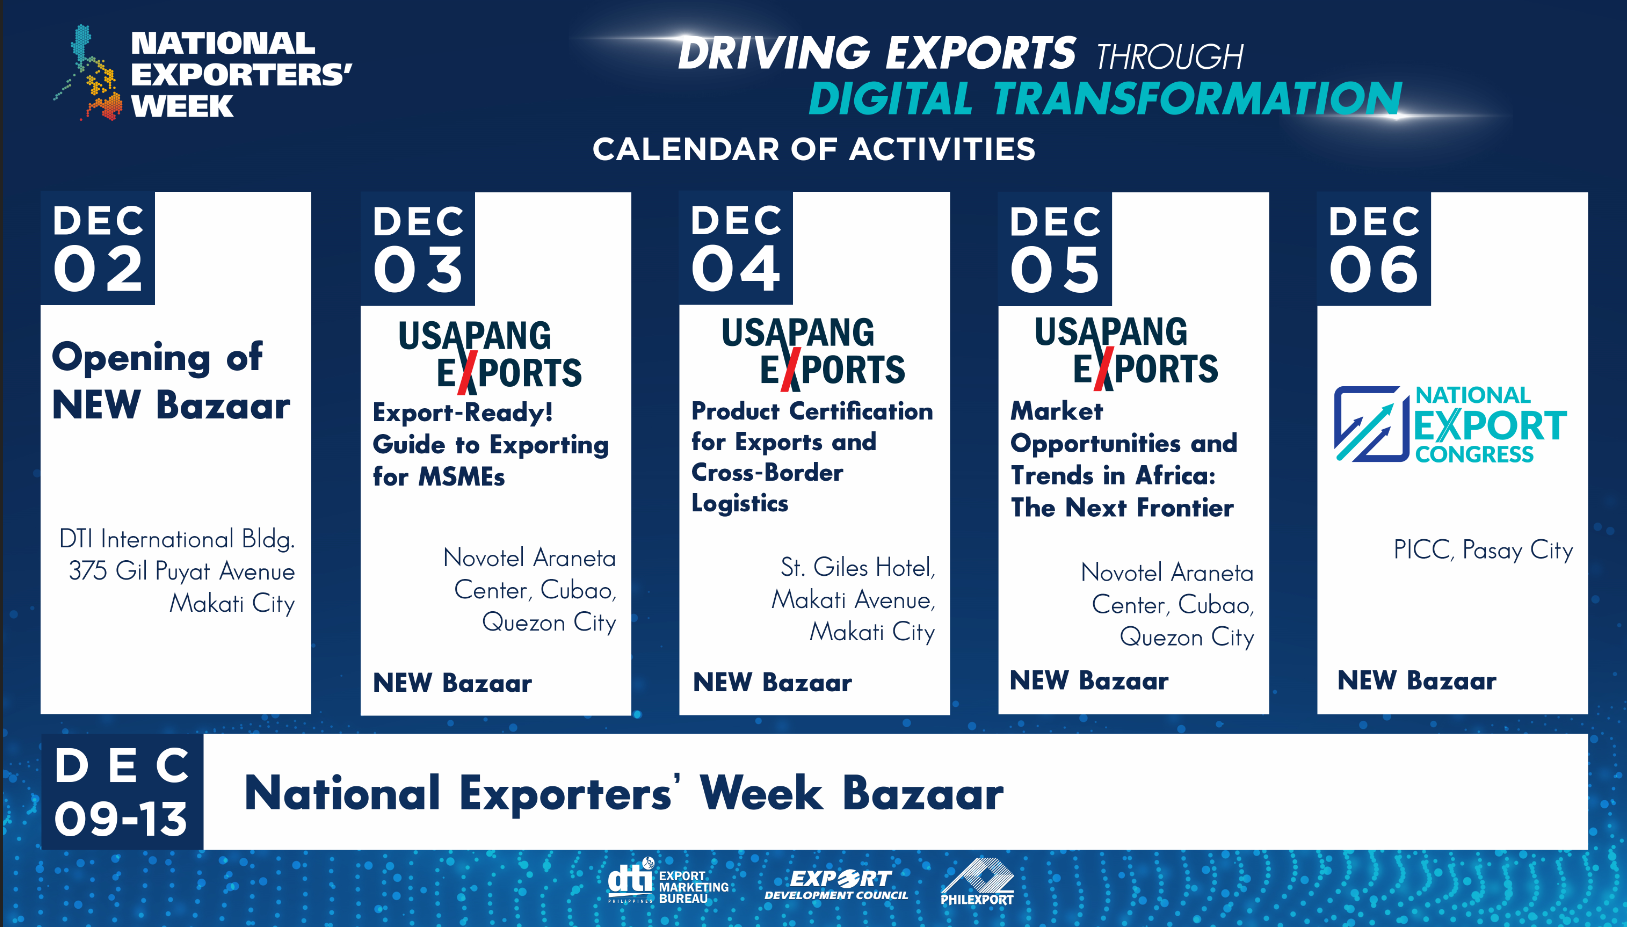 NATIONAL
EXPORTERS’
WEEK
DRIVING EXPORTS THROUGH
DIGITAL TRANSFORMATION
CALENDAR OF ACTIVITIES
DEC
02
Opening of
NEW Bazaar
DTI International Bldg.
375 Gil Puyat Avenue
Makati City
DEC
03
USAPANG
EXPORTS
Export-Ready!
Guide to Exporting
for MSMEs
Novotel Araneta
Center, Cubao,
Quezon City
NEW Bazaar
DEC
04
USAPANG
EXPORTS
Product Certification
for Exports and
Cross-Border
Logistics
St. Giles Hotel,
Makati Avenue,
Makati City
NEW Bazaar
DEC
05
USAPANG
EXPORTS
Market
Opportunities and
Trends in Africa:
The Next Frontier
Novotel Araneta
Center, Cubao,
Quezon City
NEW Bazaar
DEC
06
NATIONAL
EXPORT
CONGRESS
PICC, Pasay City
NEW Bazaar
DEC
09-13
National Exporters’ Week Bazaar
dti
PHILIPPINES
EXPORT
MARKETING
BUREAU
EXPORT
DEVELOPMENT COUNCIL
PHILEXPORT